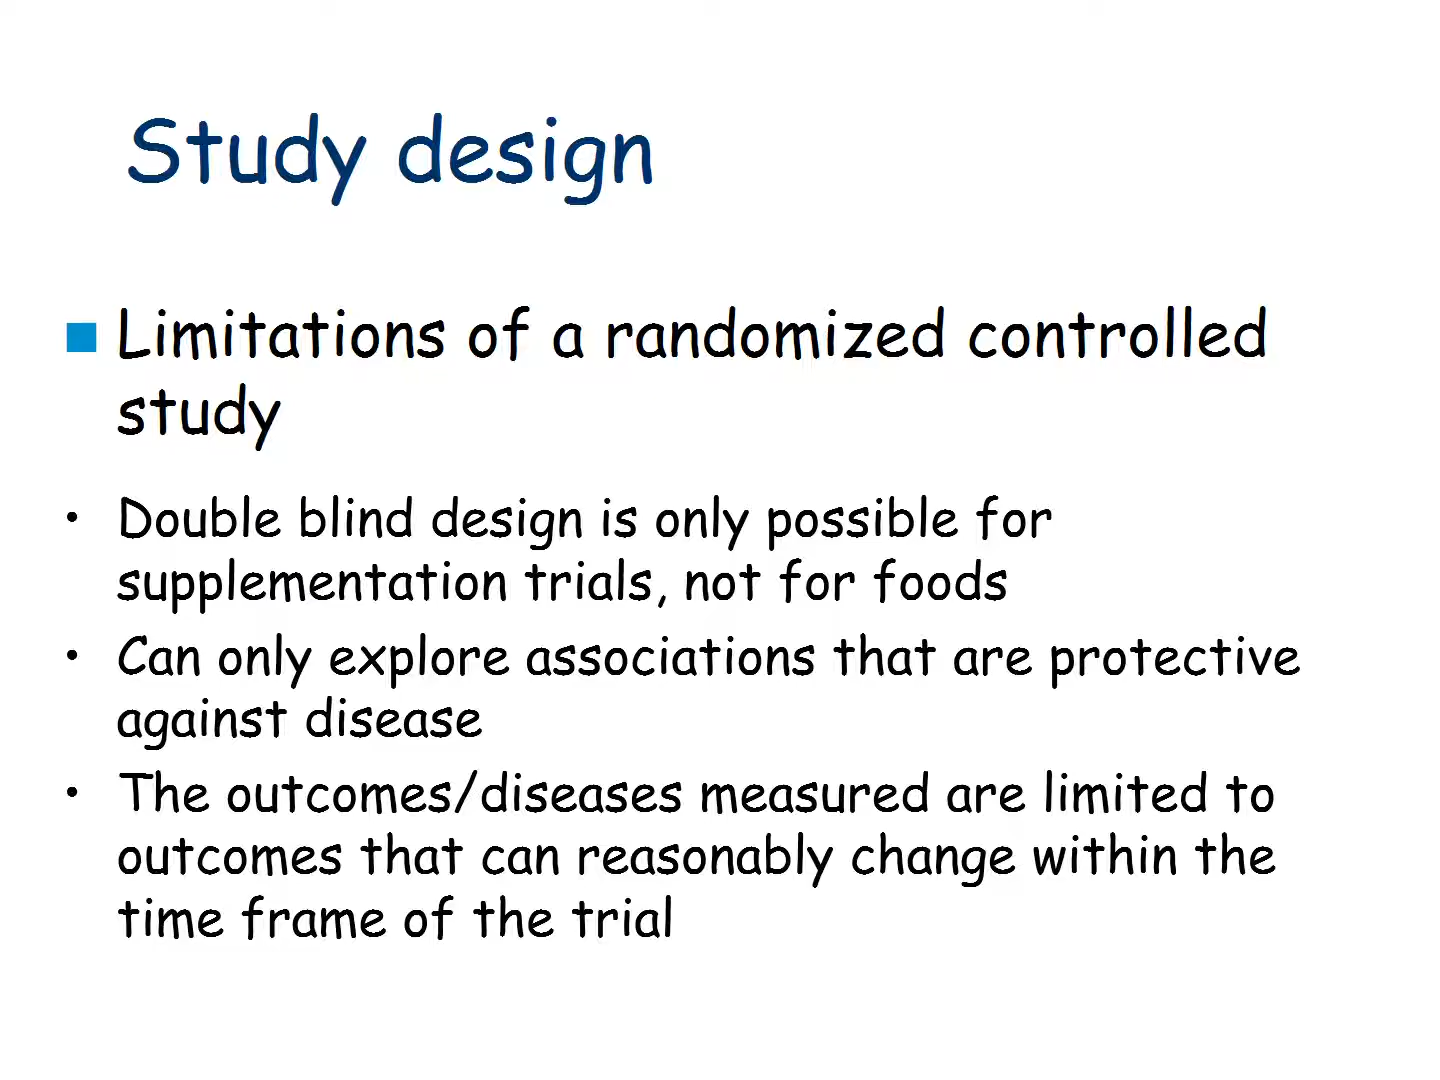 Study design
Limitations of a randomized controlled
study
• Double blind design is only possible for
supplementation trials, not for foods
• Can only explore associations that are protective
against disease
• The outcomes/diseases measured are limited to
outcomes that can reasonably change within the
time frame of the trial